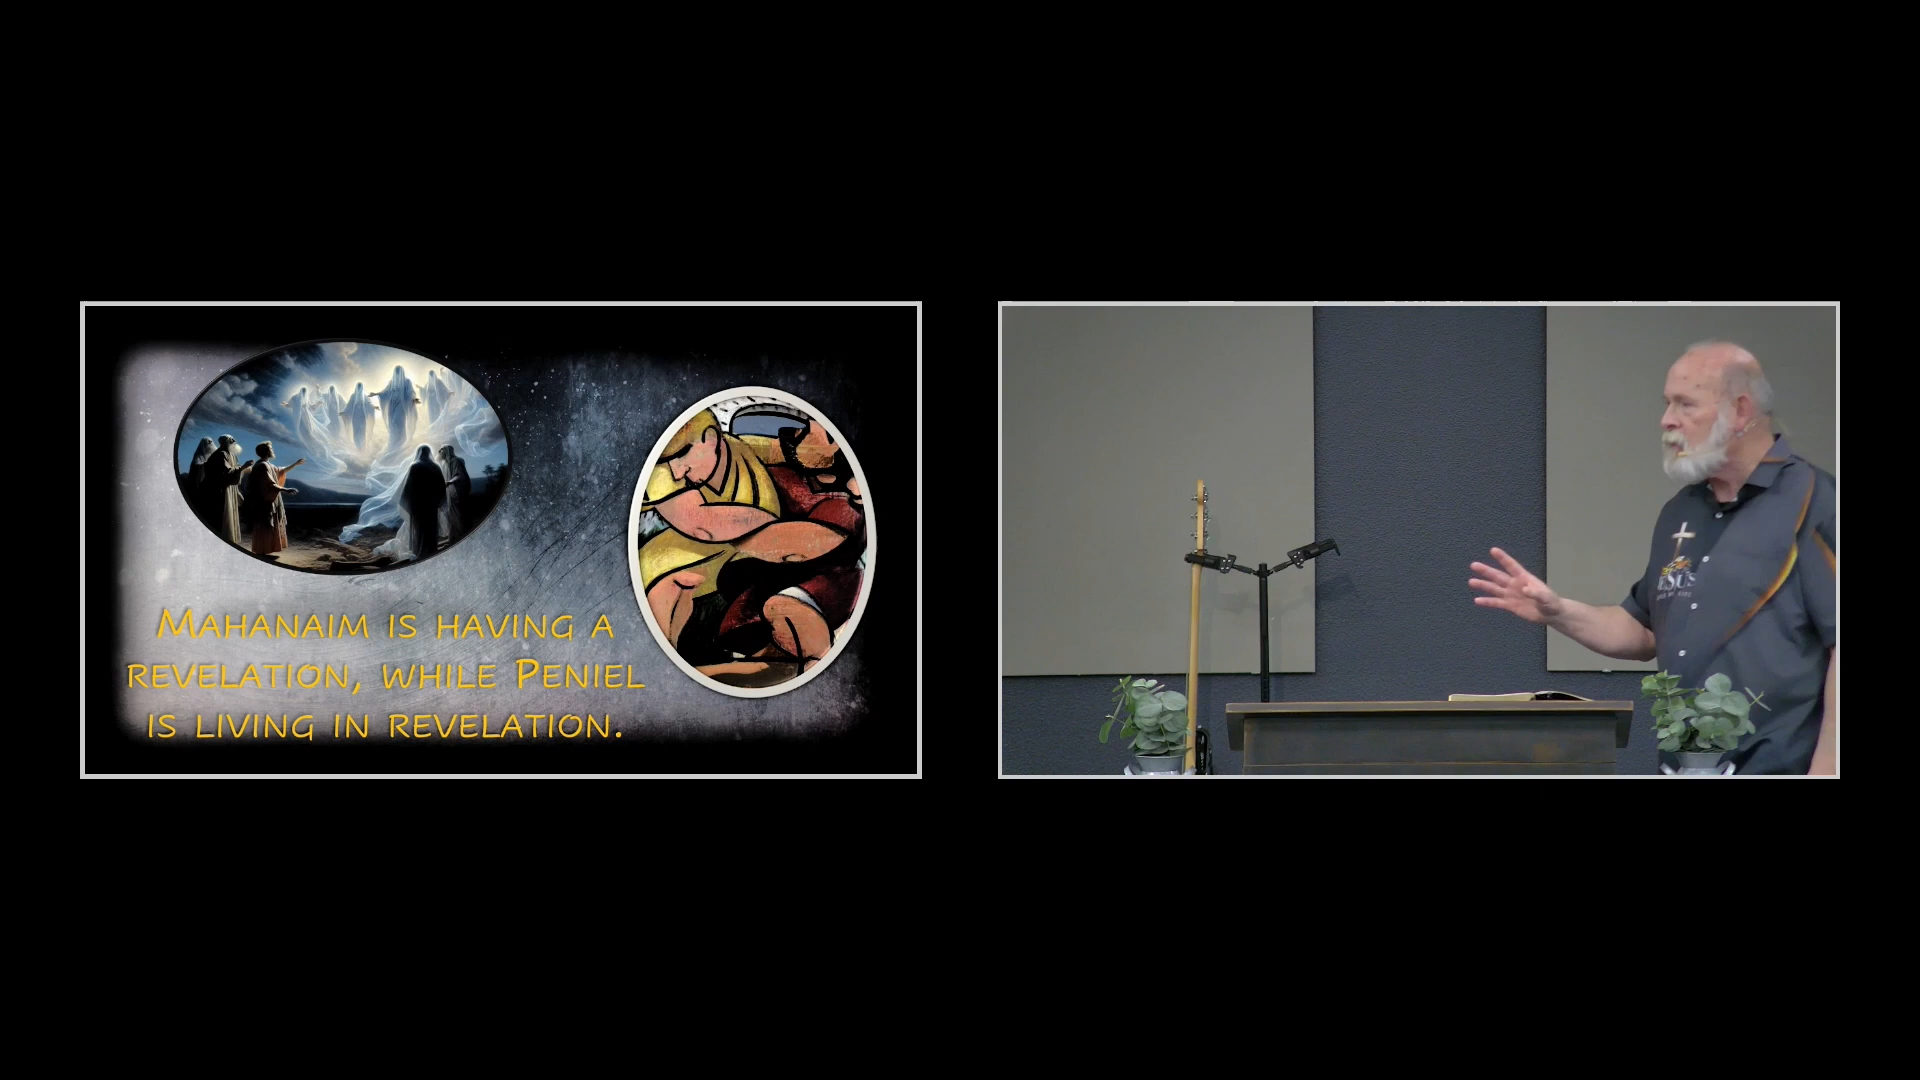 Mahanaim is having a
revelation, while Peniel
is living in revelation.